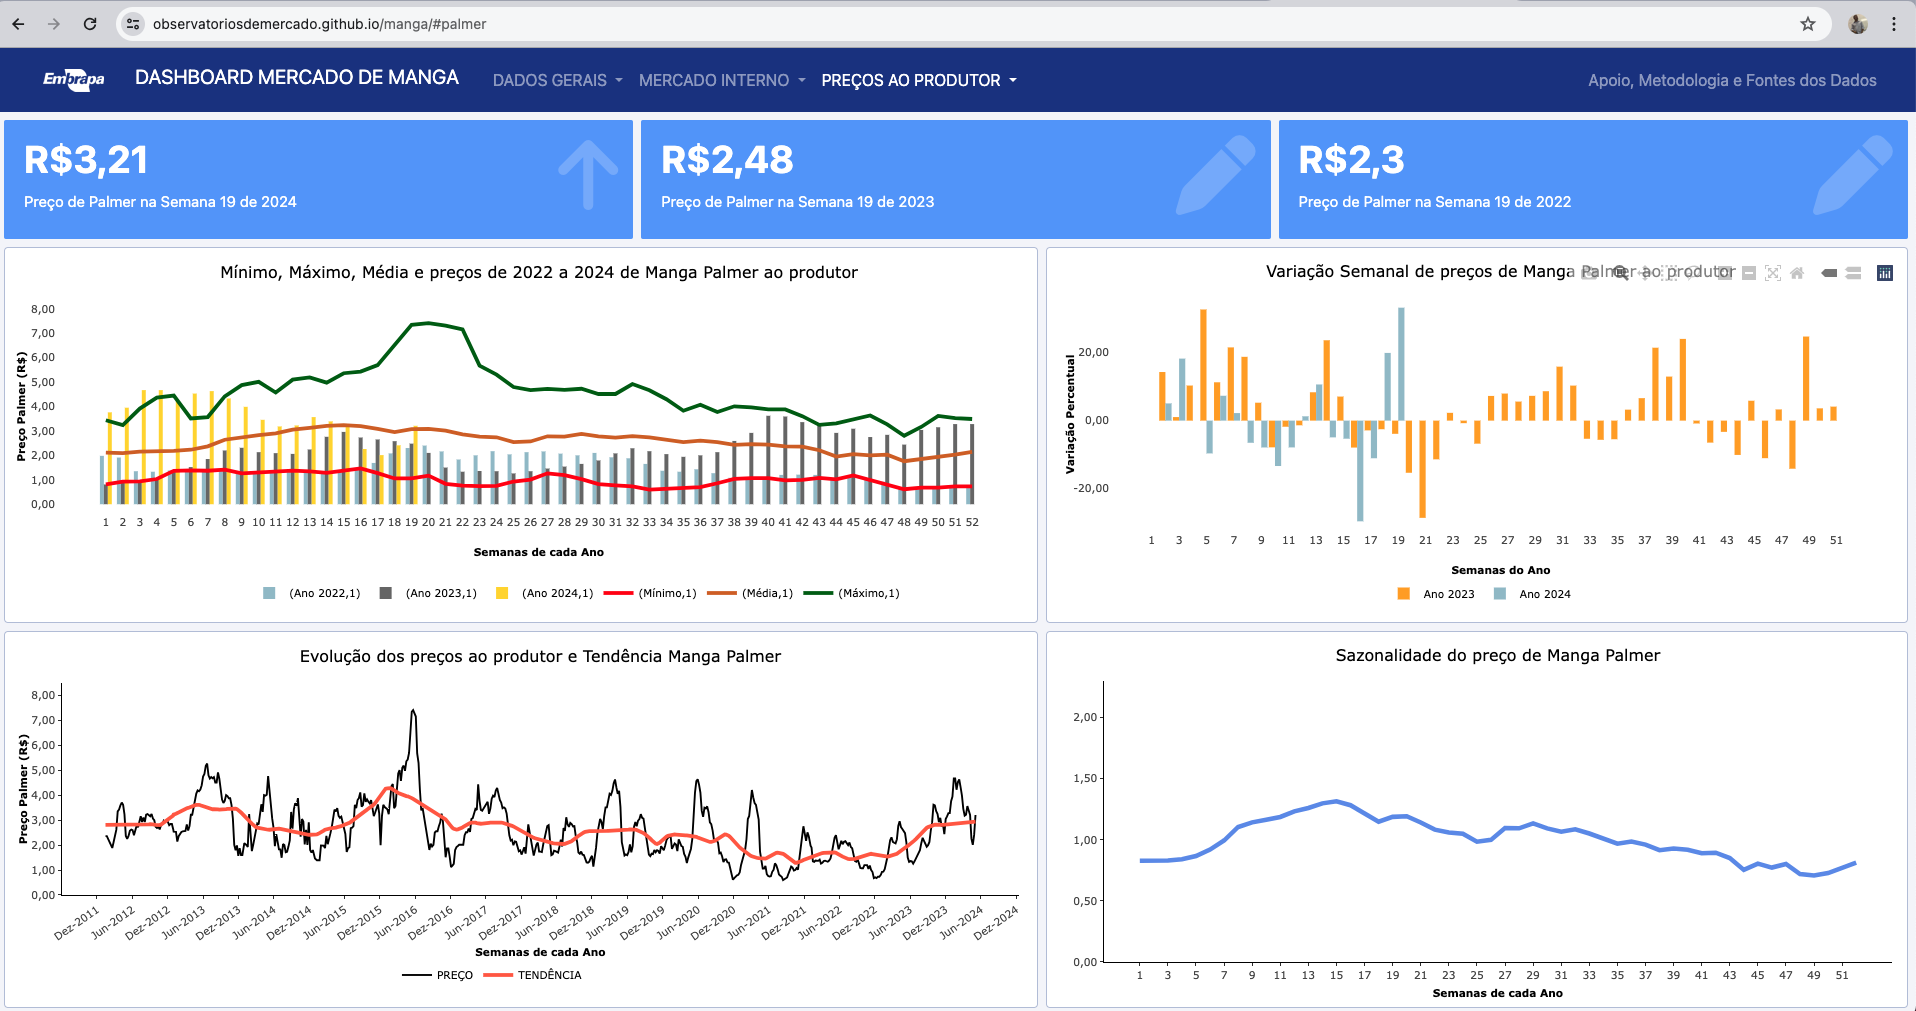 observatoriosdemercado.github.io/manga/#palmer
Embrapa
DASHBOARD MERCADO DE MANGA
DADOS GERAIS
MERCADO INTERNO
PREÇOS AO PRODUTOR
Apoio, Metodologia e Fontes dos Dados
R$3,21
Preço de Palmer na Semana 19 de 2024
R$2,48
Preço de Palmer na Semana 19 de 2023
R$2,3
Preço de Palmer na Semana 19 de 2022
Mínimo, Máximo, Média e preços de 2022 a 2024 de Manga Palmer ao produtor
Preço Palmer (R$)
8,00
7,00
6,00
5,00
4,00
3,00
2,00
1,00
0,00
1 2 3 4 5 6 7 8 9 10 11 12 13 14 15 16 17 18 19 20 21 22 23 24 25 26 27 28 29 30 31 32 33 34 35 36 37 38 39 40 41 42 43 44 45 46 47 48 49 50 51 52
Semanas de cada Ano
(Ano 2022,1) (Ano 2023,1) (Ano 2024,1) (Mínimo,1) (Média,1) (Máximo,1)
Variação Semanal de preços de Manga Palmer ao produtor
Variação Percentual
20,00
0,00
-20,00
1 3 5 7 9 11 13 15 17 19 21 23 25 27 29 31 33 35 37 39 41 43 45 47 49 51
Semanas do Ano
Ano 2023 Ano 2024
Evolução dos preços ao produtor e Tendência Manga Palmer
Preço Palmer (R$)
8,00
7,00
6,00
5,00
4,00
3,00
2,00
1,00
0,00
Dez-2011 Jun-2012 Dez-2012 Jun-2013 Dez-2013 Jun-2014 Dez-2014 Jun-2015 Dez-2015 Jun-2016 Dez-2016 Jun-2017 Dez-2017 Jun-2018 Dez-2018 Jun-2019 Dez-2019 Jun-2020 Dez-2020 Jun-2021 Dez-2021 Jun-2022 Dez-2022 Jun-2023 Dez-2023 Jun-2024 Dez-2024
Semanas de cada Ano
PREÇO TENDÊNCIA
Sazonalidade do preço de Manga Palmer
2,00
1,50
1,00
0,50
0,00
1 3 5 7 9 11 13 15 17 19 21 23 25 27 29 31 33 35 37 39 41 43 45 47 49 51
Semanas de cada Ano